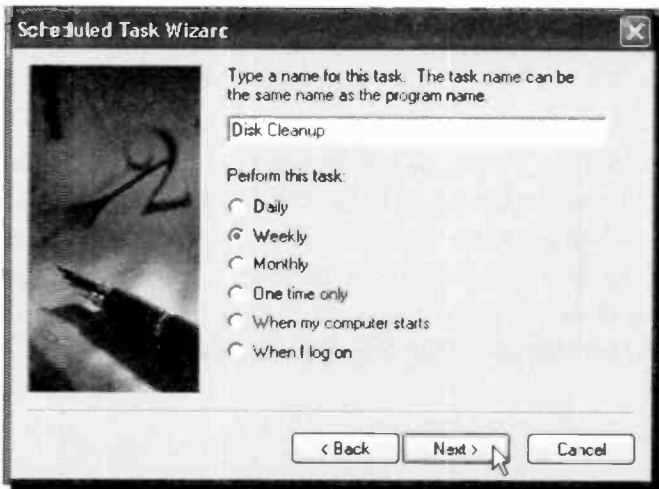 Scheduled Task Wizard
Type a name for this task. The task name can be
the same name as the program name.
Disk Cleanup
Perform this task:
Daily
Weekly
Monthly
One time only
When my computer starts
When I log on
< Back
Next >
Cancel